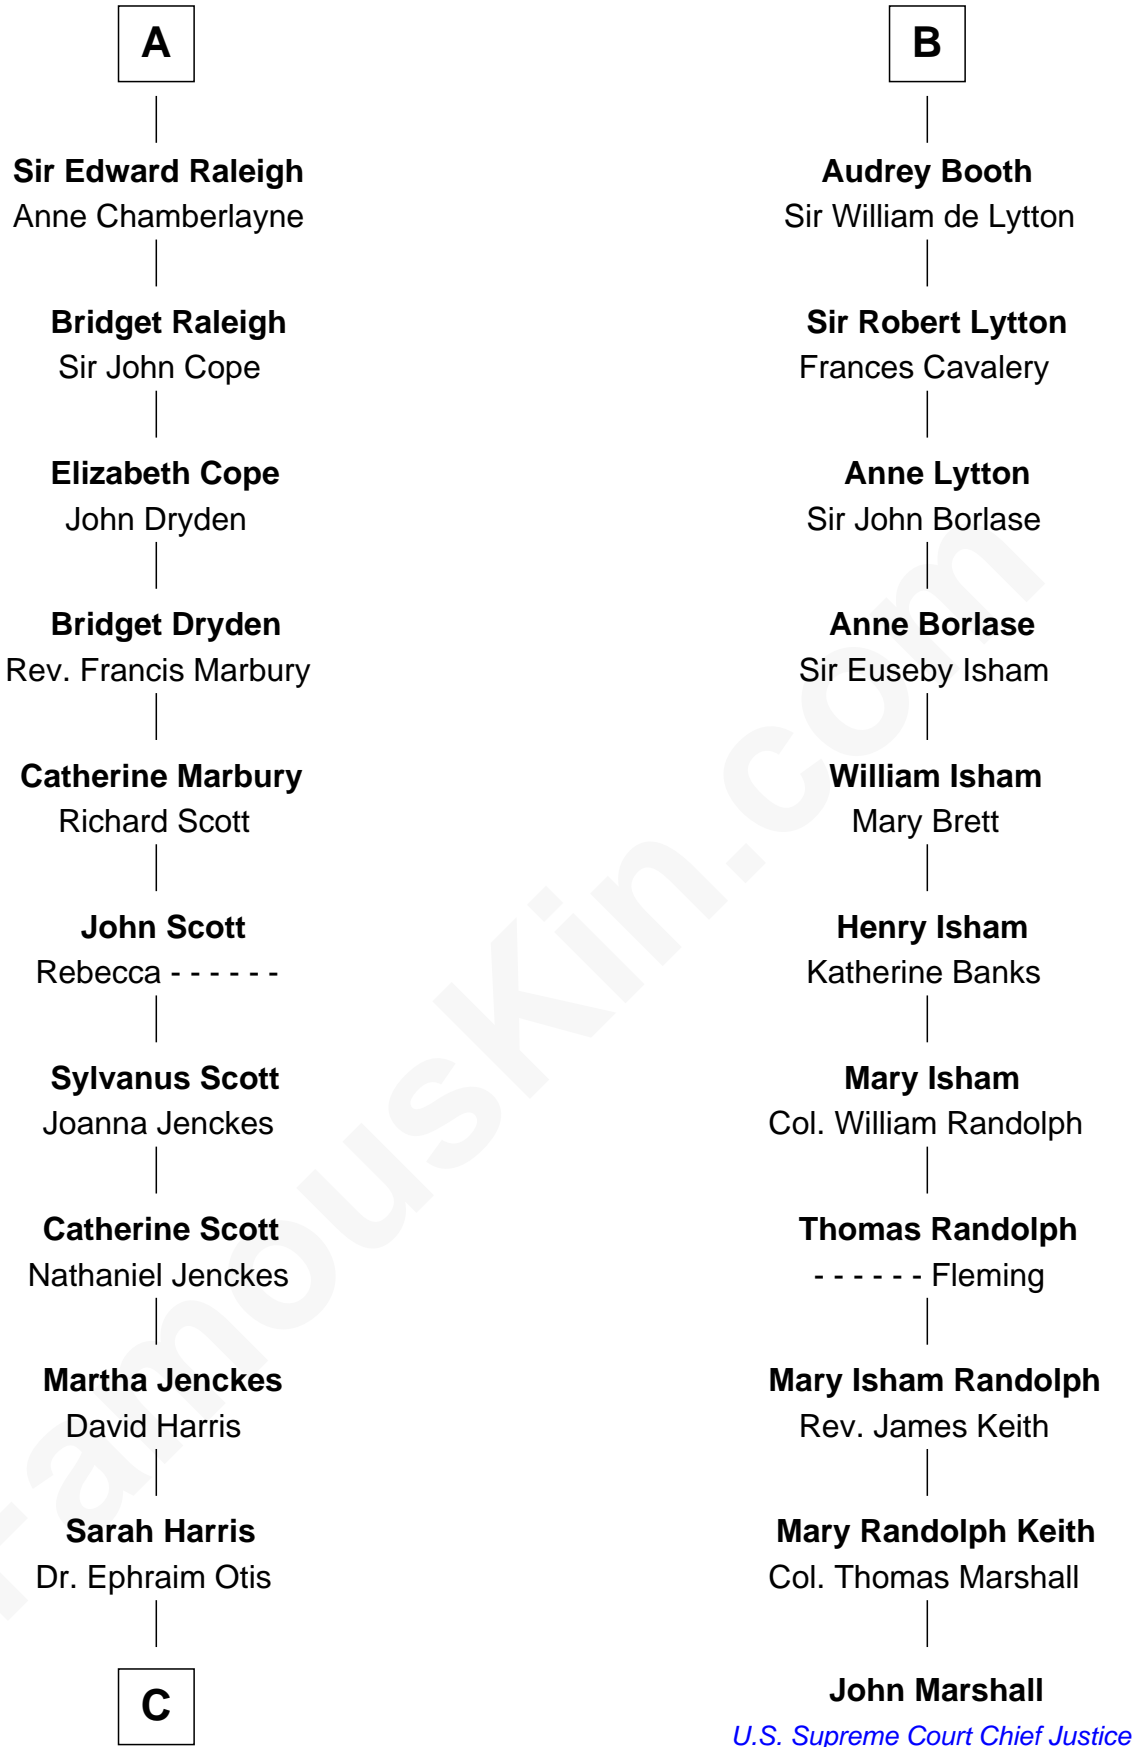 A
Sir Edward Raleigh
Anne Chamberlayne
Bridget Raleigh
Sir John Cope
Elizabeth Cope
John Dryden
Bridget Dryden
Rev. Francis Marbury
Catherine Marbury
Richard Scott
John Scott
Rebecca - - - - - -
Sylvanus Scott
Joanna Jenckes
Catherine Scott
Nathaniel Jenckes
Martha Jenckes
David Harris
Sarah Harris
Dr. Ephraim Otis
C
B
Audrey Booth
Sir William de Lytton
Sir Robert Lytton
Frances Cavalery
Anne Lytton
Sir John Borlase
Anne Borlase
Sir Euseby Isham
William Isham
Mary Brett
Henry Isham
Katherine Banks
Mary Isham
Col. William Randolph
Thomas Randolph
- - - - - - Fleming
Mary Isham Randolph
Rev. James Keith
Mary Randolph Keith
Col. Thomas Marshall
John Marshall
U.S. Supreme Court Chief Justice
FamousKin.com